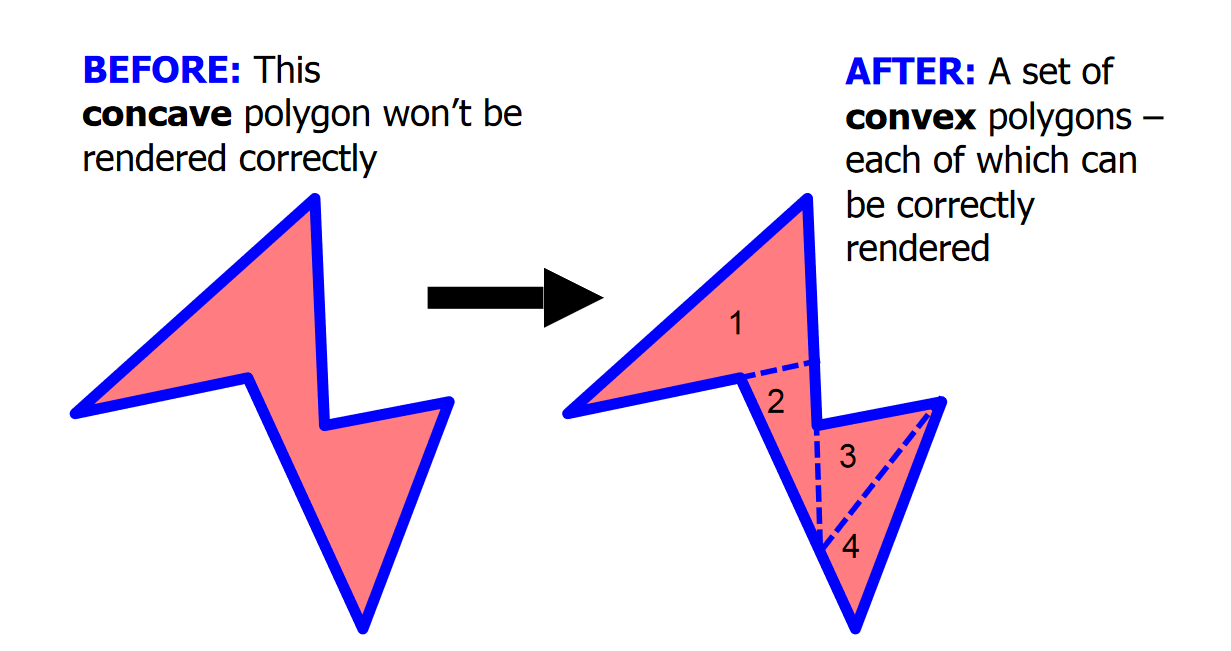 BEFORE: This
concave polygon won’t be
rendered correctly
AFTER: A set of
convex polygons –
each of which can
be correctly
rendered
1
2
3
4